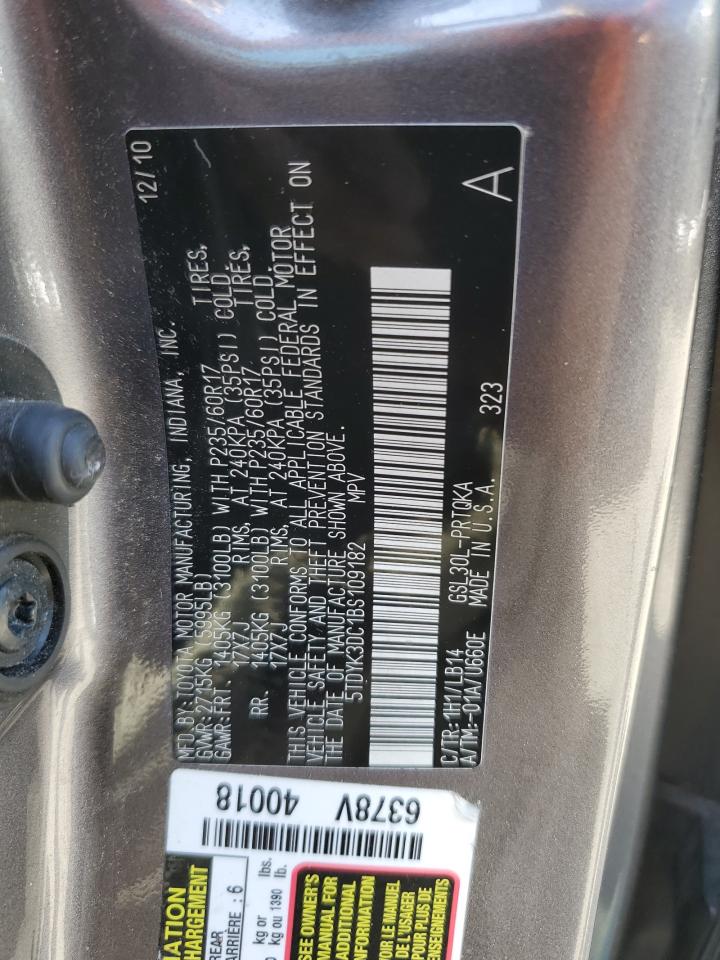 MFD. BY: TOYOTA MOTOR MANUFACTURING, INDIANA, INC. 12/10
GVWR: 2715KG (5995LB)
GAWR: FRT. 1405KG (3100LB) WITH P235/60R17 TIRES,
17X7J RIMS, AT 240KPA (35PSI) COLD.
RR. 1405KG (3100LB) WITH P235/60R17 TIRES,
17X7J RIMS, AT 240KPA (35PSI) COLD.
THIS VEHICLE CONFORMS TO ALL APPLICABLE FEDERAL MOTOR
VEHICLE SAFETY AND THEFT PREVENTION STANDARDS IN EFFECT ON
THE DATE OF MANUFACTURE SHOWN ABOVE.
5TDYK3DC1BS109182 MPV
C/TR: 1H1/LB14 GSL30L-PRTQKA
A/TM: -01A/U660E MADE IN U.S.A. 323 A
6378V
40018
REAR
ARRIÈRE : 6
kg or 1390 lb.
kg or lbs.
SEE OWNER'S
MANUAL FOR
ADDITIONAL
INFORMATION
VOIR LE MANUEL
DE L'USAGER
POUR PLUS DE
RENSEIGNEMENTS